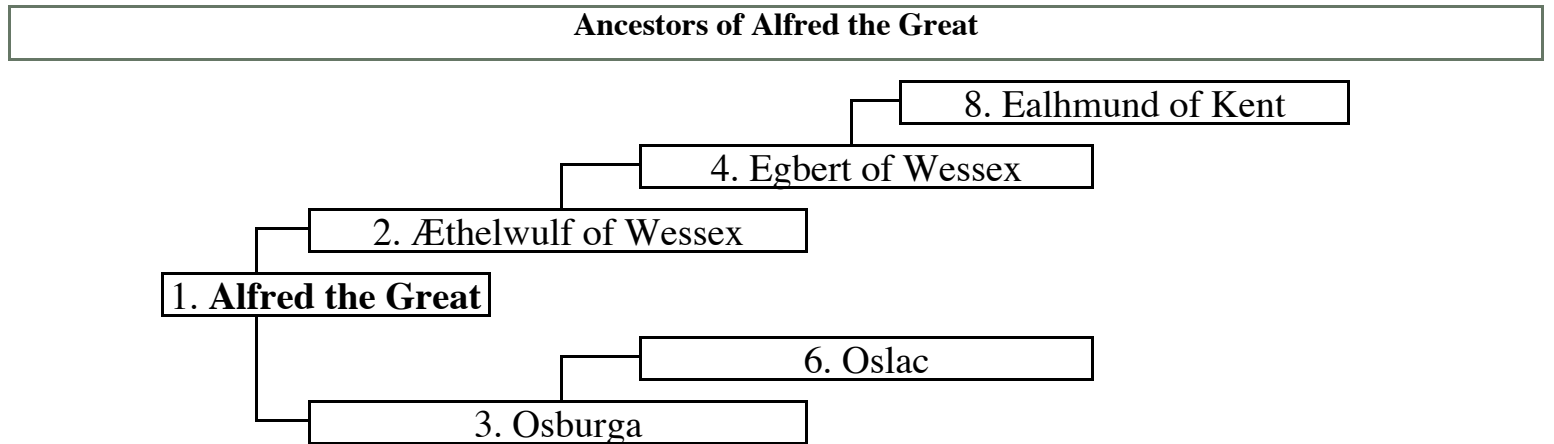 Ancestors of Alfred the Great
8. Ealhmund of Kent
4. Egbert of Wessex
2. Æthelwulf of Wessex
1. Alfred the Great
6. Oslac
3. Osburga